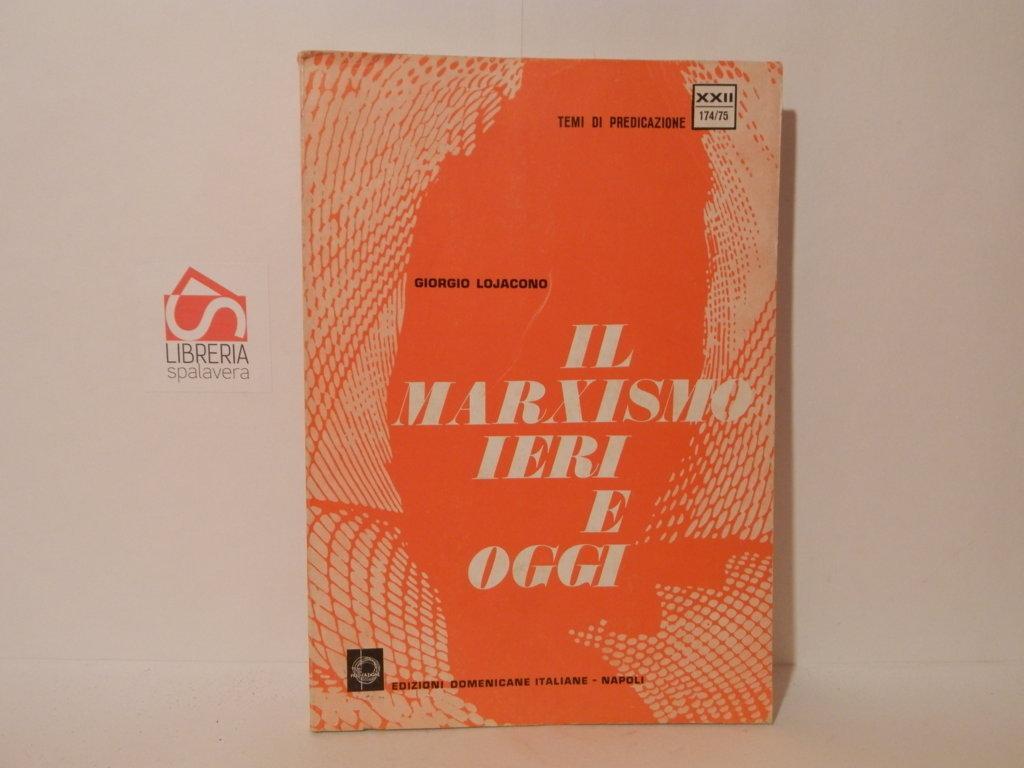 XXII
TEMI DI PREDICAZIONE 174/75
GIORGIO LOJACONO
IL
MARXISMO
IERI
E
OGGI
EDIZIONI DOMENICANE ITALIANE - NAPOLI
LIBRERIA
spalavera